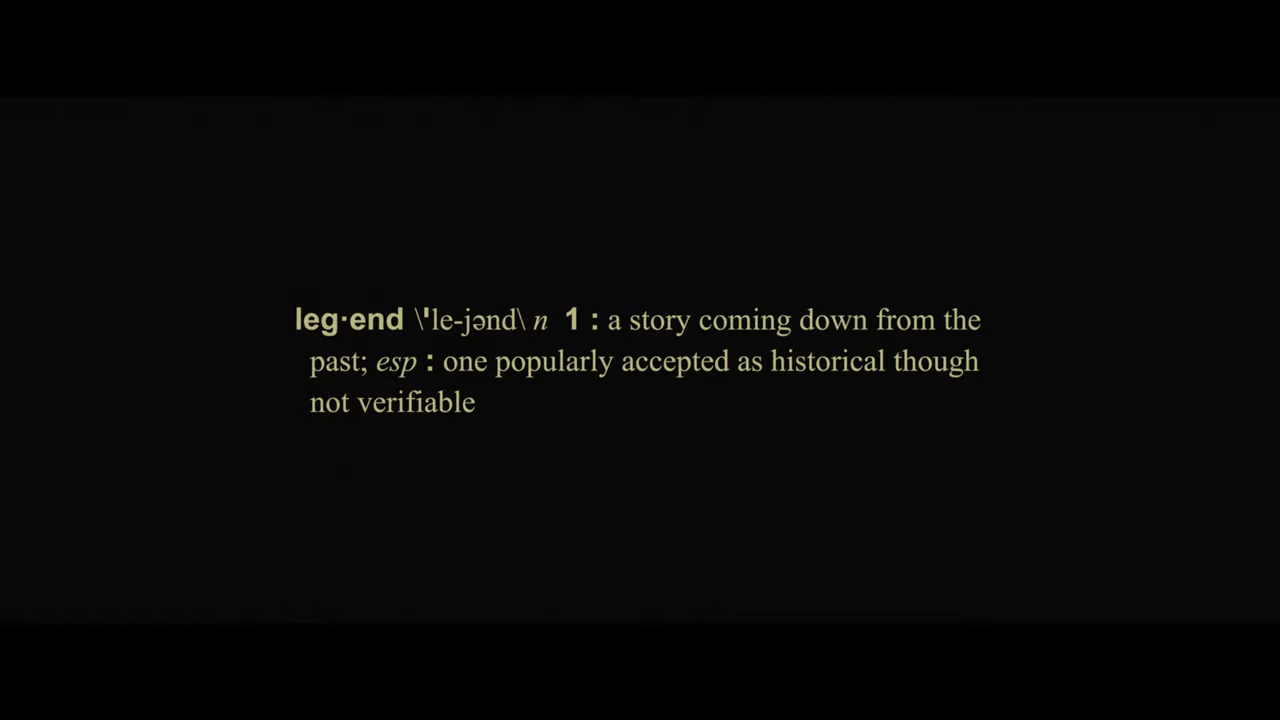 leg·end \ˈle-jənd\ n 1 : a story coming down from the
past; esp : one popularly accepted as historical though
not verifiable